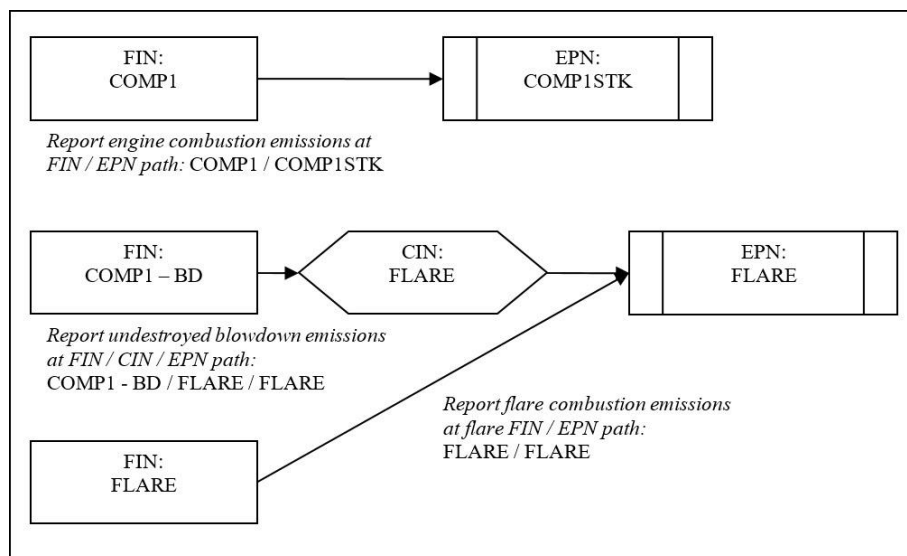 FIN:
COMP1
EPN:
COMP1STK
Report engine combustion emissions at
FIN / EPN path: COMP1 / COMP1STK
FIN:
COMP1 – BD
CIN:
FLARE
EPN:
FLARE
Report undestroyed blowdown emissions
at FIN / CIN / EPN path:
COMP1 - BD / FLARE / FLARE
Report flare combustion emissions
at flare FIN / EPN path:
FLARE / FLARE
FIN:
FLARE